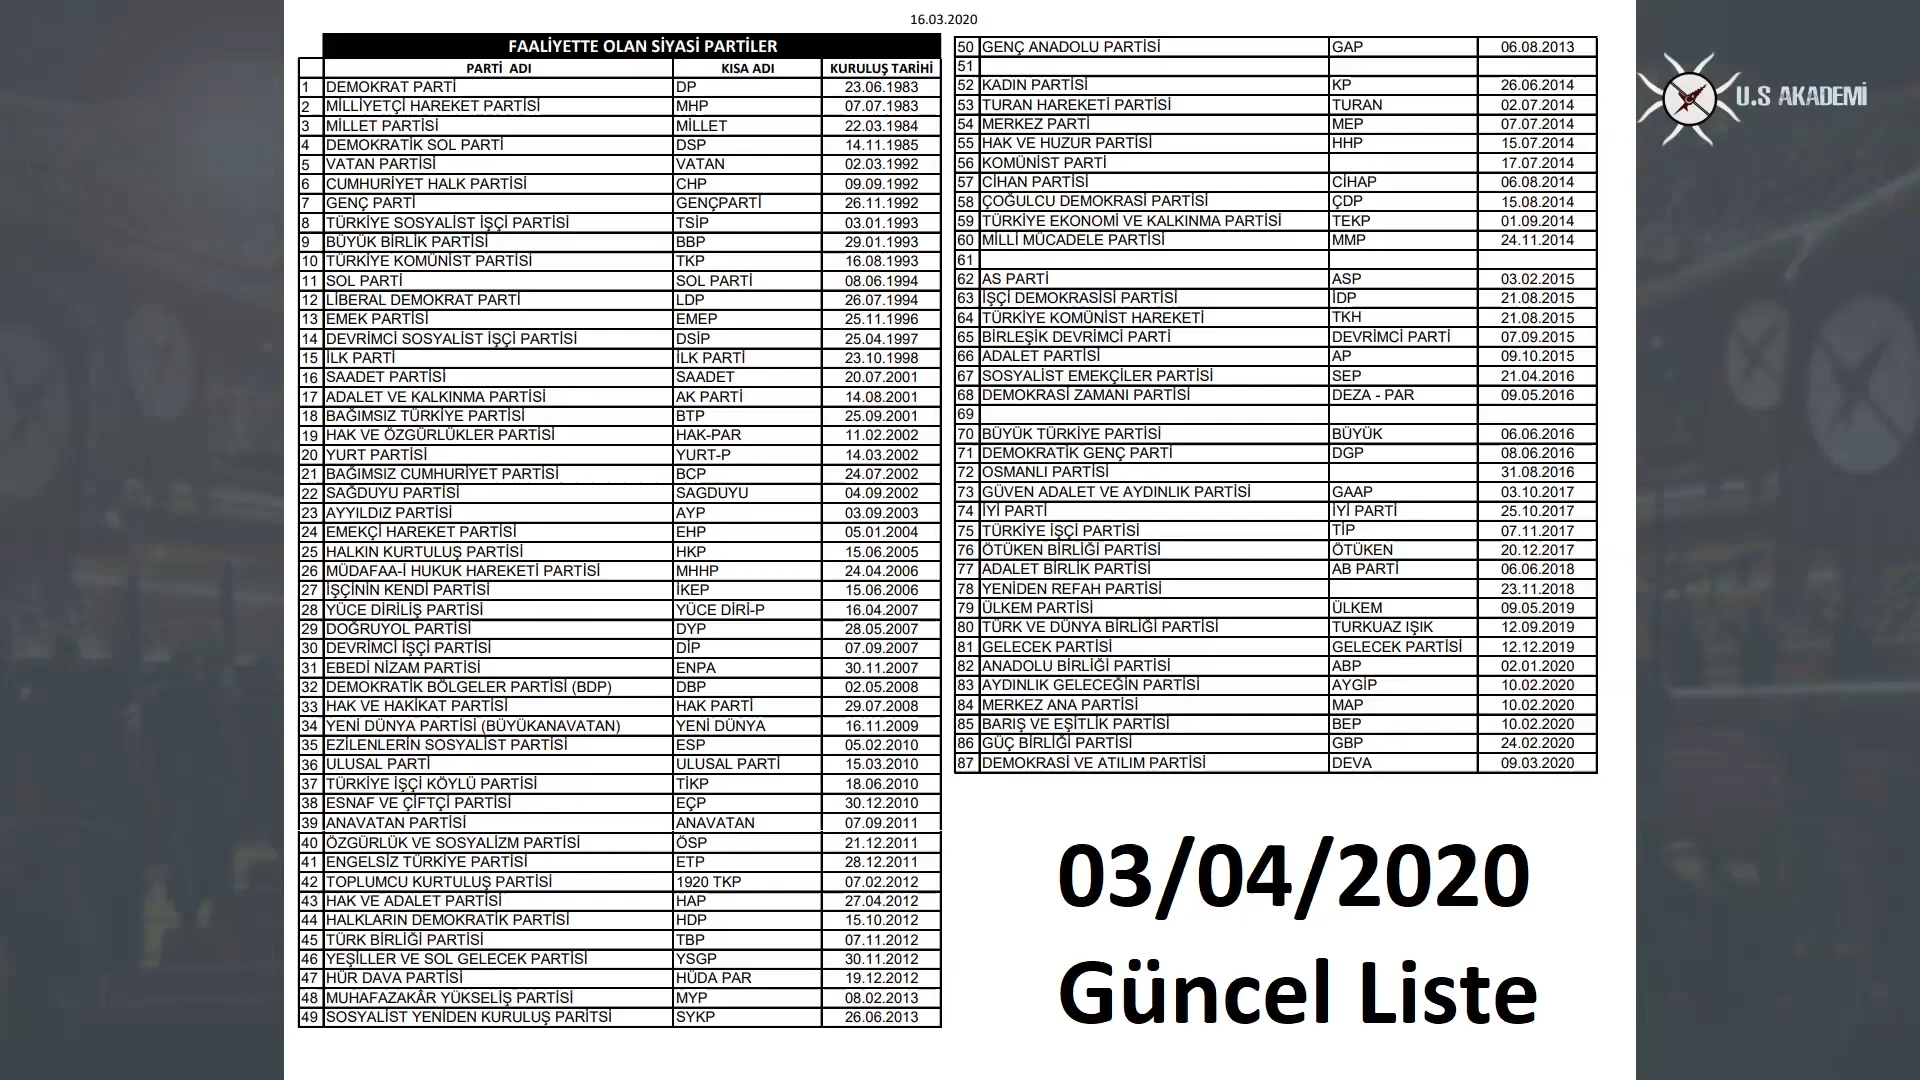 16.03.2020
FAALİYETTE OLAN SİYASİ PARTİLER
PARTİ ADI KISA ADI KURULUŞ TARİHİ
1 DEMOKRAT PARTİ DP 23.06.1983
2 MİLLİYETÇİ HAREKET PARTİSİ MHP 07.07.1983
3 MİLLET PARTİSİ MİLLET 22.03.1984
4 DEMOKRATİK SOL PARTİ DSP 14.11.1985
5 VATAN PARTİSİ VATAN 02.03.1992
6 CUMHURİYET HALK PARTİSİ CHP 09.09.1992
7 GENÇ PARTİ GENÇPARTİ 26.11.1992
8 TÜRKİYE SOSYALİST İŞÇİ PARTİSİ TSİP 03.01.1993
9 BÜYÜK BİRLİK PARTİSİ BBP 29.01.1993
10 TÜRKİYE KOMÜNİST PARTİSİ TKP 16.08.1993
11 SOL PARTİ SOL PARTİ 08.06.1994
12 LİBERAL DEMOKRAT PARTİ LDP 26.07.1994
13 EMEK PARTİSİ EMEP 25.11.1996
14 DEVRİMCİ SOSYALİST İŞÇİ PARTİSİ DSİP 25.04.1997
15 İLK PARTİ İLK PARTİ 23.10.1998
16 SAADET PARTİSİ SAADET 20.07.2001
17 ADALET VE KALKINMA PARTİSİ AK PARTİ 14.08.2001
18 BAĞIMSIZ TÜRKİYE PARTİSİ BTP 25.09.2001
19 HAK VE ÖZGÜRLÜKLER PARTİSİ HAK-PAR 11.02.2002
20 YURT PARTİSİ YURT-P 14.03.2002
21 BAĞIMSIZ CUMHURİYET PARTİSİ BCP 24.07.2002
22 SAĞDUYU PARTİSİ SAGDUYU 04.09.2002
23 AYYILDIZ PARTİSİ AYP 03.09.2003
24 EMEKÇİ HAREKET PARTİSİ EHP 05.01.2004
25 HALKIN KURTULUŞ PARTİSİ HKP 15.06.2005
26 MÜDAFAA-İ HUKUK HAREKETİ PARTİSİ MHHP 24.04.2006
27 İŞÇİNİN KENDİ PARTİSİ İKEP 15.06.2006
28 YÜCE DİRİLİŞ PARTİSİ YÜCE DİRİ-P 16.04.2007
29 DOĞRUYOL PARTİSİ DYP 28.05.2007
30 DEVRİMCİ İŞÇİ PARTİSİ DİP 07.09.2007
31 EBEDİ NİZAM PARTİSİ ENPA 30.11.2007
32 DEMOKRATİK BÖLGELER PARTİSİ (BDP) DBP 02.05.2008
33 HAK VE HAKİKAT PARTİSİ HAK PARTİ 29.07.2008
34 YENİ DÜNYA PARTİSİ (BÜYÜKANAVATAN) YENİ DÜNYA 16.11.2009
35 EZİLENLERİN SOSYALİST PARTİSİ ESP 05.02.2010
36 ULUSAL PARTİ ULUSAL PARTİ 15.03.2010
37 TÜRKİYE İŞÇİ KÖYLÜ PARTİSİ TİKP 18.06.2010
38 ESNAF VE ÇİFTÇİ PARTİSİ EÇP 30.12.2010
39 ANAVATAN PARTİSİ ANAVATAN 07.09.2011
40 ÖZGÜRLÜK VE SOSYALİZM PARTİSİ ÖSP 21.12.2011
41 ENGELSİZ TÜRKİYE PARTİSİ ETP 28.12.2011
42 TOPLUMCU KURTULUŞ PARTİSİ 1920 TKP 07.02.2012
43 HAK VE ADALET PARTİSİ HAP 27.04.2012
44 HALKLARIN DEMOKRATİK PARTİSİ HDP 15.10.2012
45 TÜRK BİRLİĞİ PARTİSİ TBP 07.11.2012
46 YEŞİLLER VE SOL GELECEK PARTİSİ YSGP 30.11.2012
47 HÜR DAVA PARTİSİ HÜDA PAR 19.12.2012
48 MUHAFAZAKÂR YÜKSELİŞ PARTİSİ MYP 08.02.2013
49 SOSYALİST YENİDEN KURULUŞ PARİTSİ SYKP 26.06.2013
50 GENÇ ANADOLU PARTİSİ GAP 06.08.2013
51
52 KADIN PARTİSİ KP 26.06.2014
53 TURAN HAREKETİ PARTİSİ TURAN 02.07.2014
54 MERKEZ PARTİ MEP 07.07.2014
55 HAK VE HUZUR PARTİSİ HHP 15.07.2014
56 KOMÜNİST PARTİ 17.07.2014
57 CİHAN PARTİSİ CİHAP 06.08.2014
58 ÇOĞULCU DEMOKRASİ PARTİSİ ÇDP 15.08.2014
59 TÜRKİYE EKONOMİ VE KALKINMA PARTİSİ TEKP 01.09.2014
60 MİLLİ MÜCADELE PARTİSİ MMP 24.11.2014
61
62 AS PARTİ ASP 03.02.2015
63 İŞÇİ DEMOKRASİSİ PARTİSİ İDP 21.08.2015
64 TÜRKİYE KOMÜNİST HAREKETİ TKH 21.08.2015
65 BİRLEŞİK DEVRİMCİ PARTİ DEVRİMCİ PARTİ 07.09.2015
66 ADALET PARTİSİ AP 09.10.2015
67 SOSYALİST EMEKÇİLER PARTİSİ SEP 21.04.2016
68 DEMOKRASİ ZAMANI PARTİSİ DEZA - PAR 09.05.2016
69
70 BÜYÜK TÜRKİYE PARTİSİ BÜYÜK 06.06.2016
71 DEMOKRATİK GENÇ PARTİ DGP 08.06.2016
72 OSMANLI PARTİSİ 31.08.2016
73 GÜVEN ADALET VE AYDINLIK PARTİSİ GAAP 03.10.2017
74 İYİ PARTİ İYİ PARTİ 25.10.2017
75 TÜRKİYE İŞÇİ PARTİSİ TİP 07.11.2017
76 ÖTÜKEN BİRLİĞİ PARTİSİ ÖTÜKEN 20.12.2017
77 ADALET BİRLİK PARTİSİ AB PARTİ 06.06.2018
78 YENİDEN REFAH PARTİSİ 23.11.2018
79 ÜLKEM PARTİSİ ÜLKEM 09.05.2019
80 TÜRK VE DÜNYA BİRLİĞİ PARTİSİ TURKUAZ IŞIK 12.09.2019
81 GELECEK PARTİSİ GELECEK PARTİSİ 12.12.2019
82 ANADOLU BİRLİĞİ PARTİSİ ABP 02.01.2020
83 AYDINLIK GELECEĞİN PARTİSİ AYGİP 10.02.2020
84 MERKEZ ANA PARTİSİ MAP 10.02.2020
85 BARIŞ VE EŞİTLİK PARTİSİ BEP 10.02.2020
86 GÜÇ BİRLİĞİ PARTİSİ GBP 24.02.2020
87 DEMOKRASİ VE ATILIM PARTİSİ DEVA 09.03.2020
03/04/2020
Güncel Liste
U.S AKADEMİ